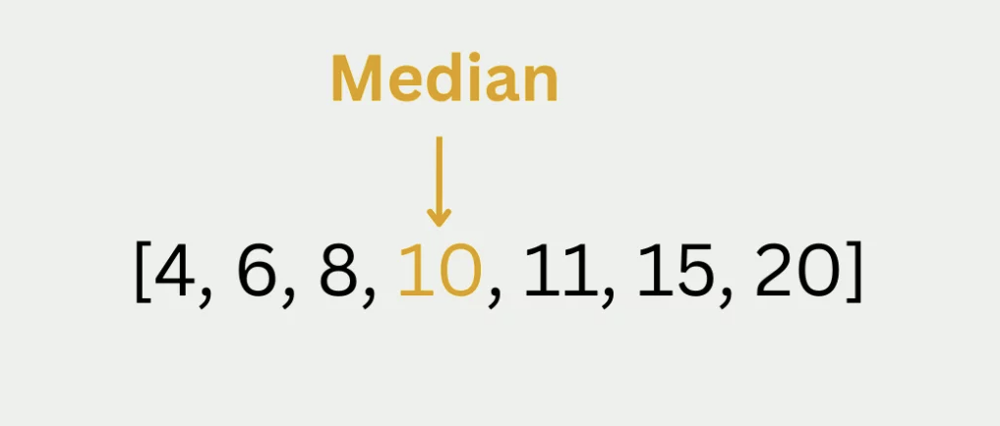 Median
[4, 6, 8, 10, 11, 15, 20]